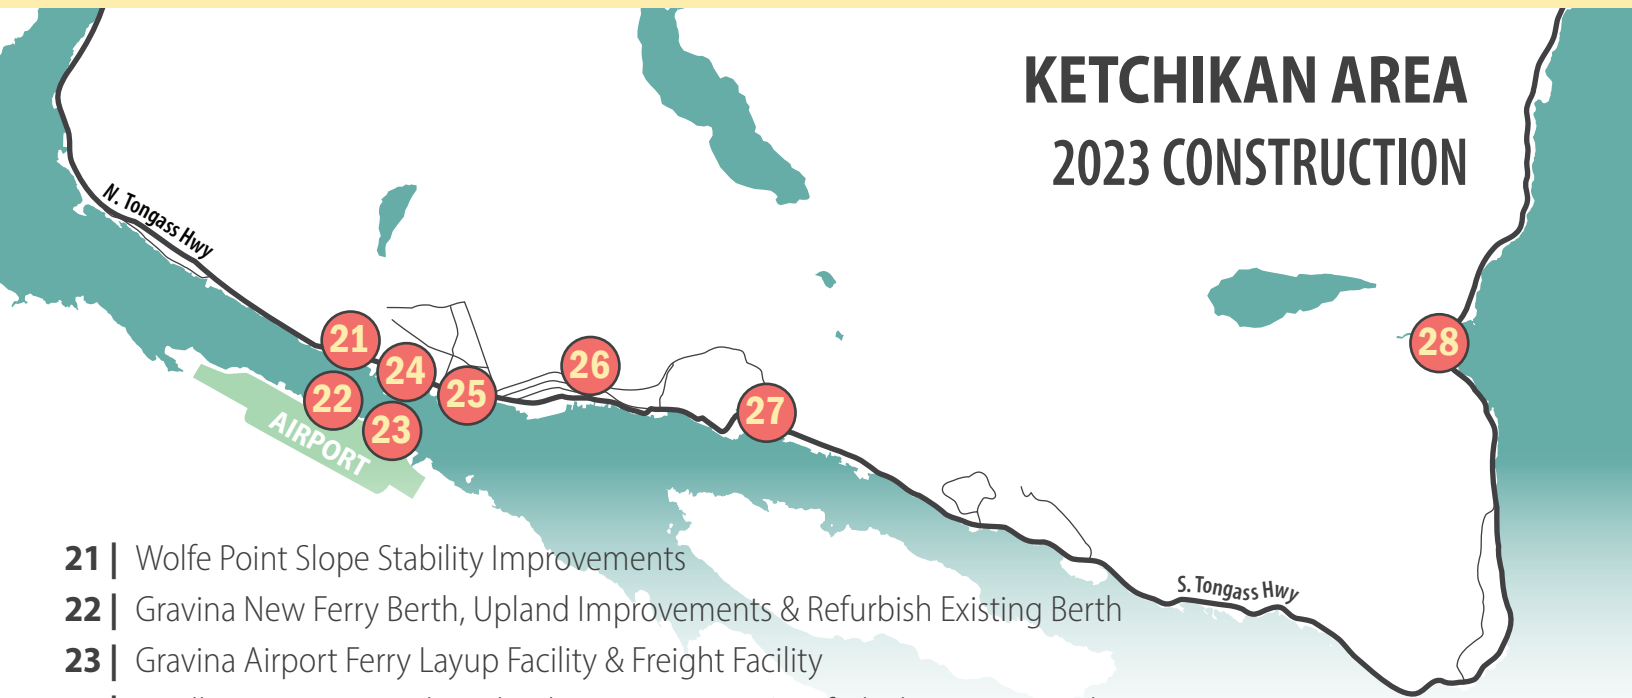 KETCHIKAN AREA
2023 CONSTRUCTION
N. Tongass Hwy
21
24
26
28
22
25
27
23
AIRPORT
S. Tongass Hwy
21 | Wolfe Point Slope Stability Improvements
22 | Gravina New Ferry Berth, Upland Improvements & Refurbish Existing Berth
23 | Gravina Airport Ferry Layup Facility & Freight Facility